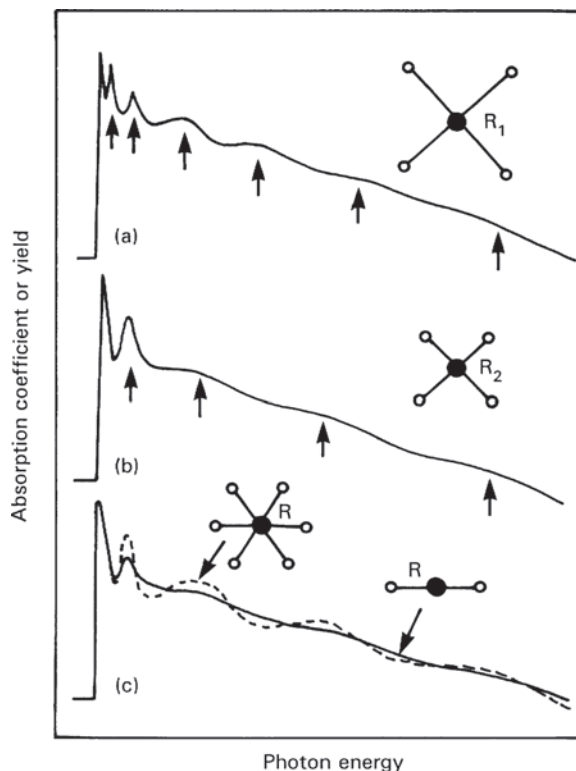 R₁
(a)
R₂
(b)
R
R
(c)
Absorption coefficient or yield
Photon energy